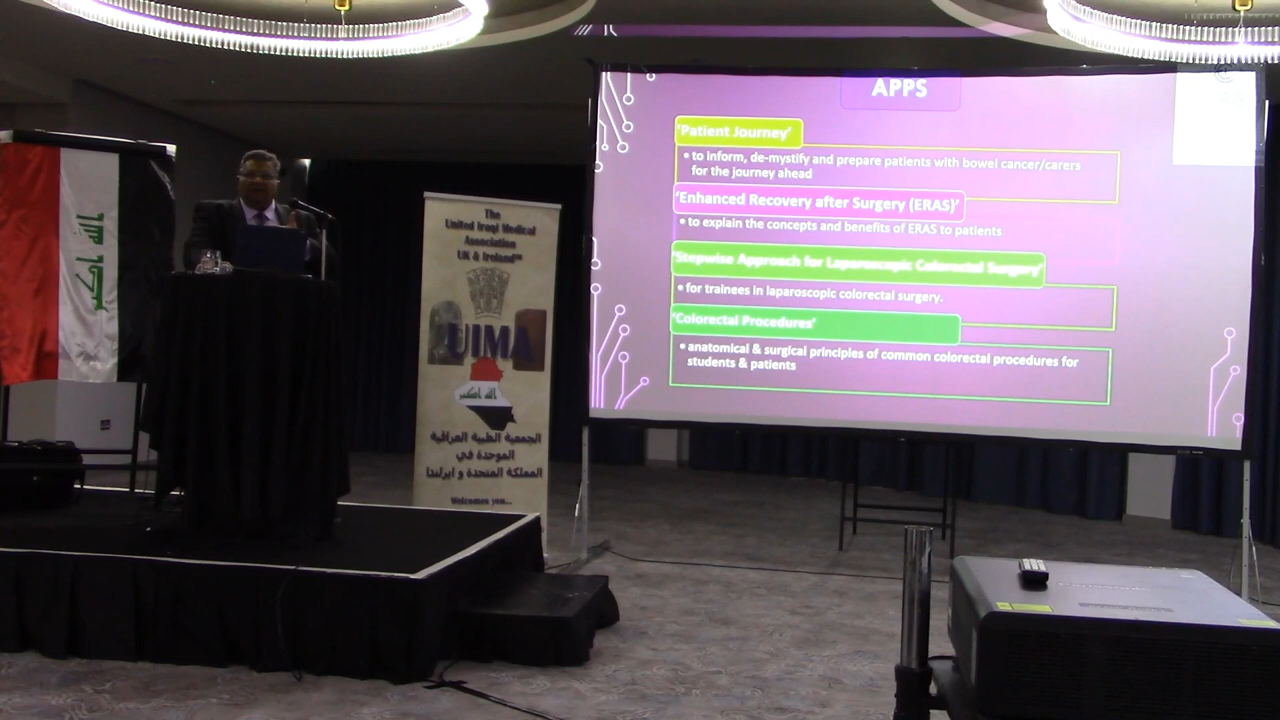 الله اكبر
The
United Iraqi Medical
Association
UK & Ireland™
UIMA
الله اكبر
الجمعية الطبية العراقية
الموحدة في
المملكة المتحدة و ايرلندا
Welcomes you...
APPS
‘Patient Journey’
• to inform, de-mystify and prepare patients with bowel cancer/carers
for the journey ahead
‘Enhanced Recovery after Surgery (ERAS)’
• to explain the concepts and benefits of ERAS to patients
‘Stepwise Approach for Laparoscopic Colorectal Surgery’
• for trainees in laparoscopic colorectal surgery.
‘Colorectal Procedures’
• anatomical & surgical principles of common colorectal procedures for
students & patients